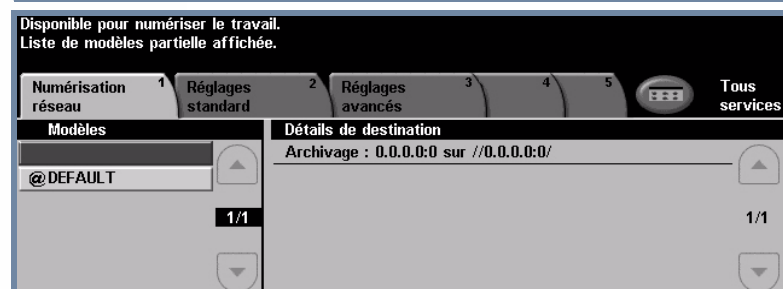 Disponible pour numériser le travail.
Liste de modèles partielle affichée.
Numérisation réseau 1
Réglages standard 2
Réglages avancés 3
4
5
Tous services
Modèles
Détails de destination
Archivage : 0.0.0.0:0 sur //0.0.0.0:0/
@DEFAULT
1/1
1/1